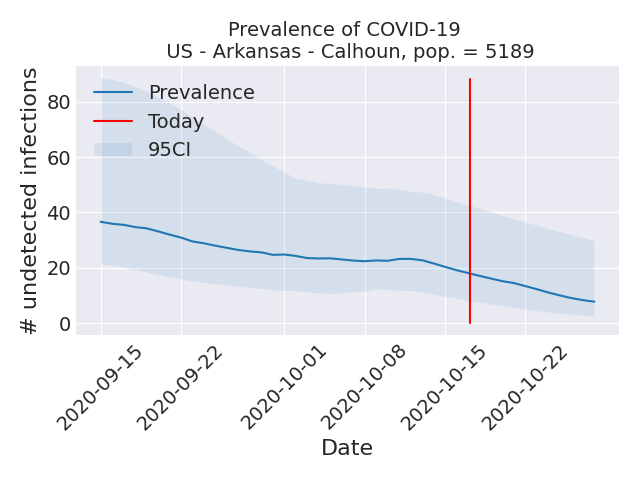 Prevalence of COVID-19
US - Arkansas - Calhoun, pop. = 5189
# undetected infections
80
60
40
20
0
Prevalence
Today
95CI
2020-09-15
2020-09-22
2020-10-01
2020-10-08
2020-10-15
2020-10-22
Date